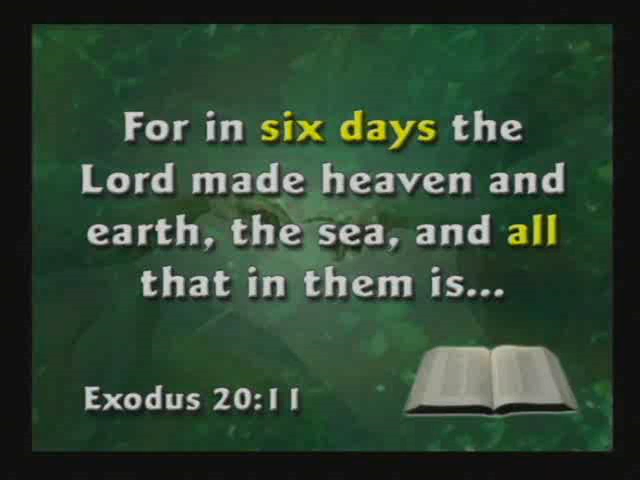 For in six days the
Lord made heaven and
earth, the sea, and all
that in them is...
Exodus 20:11